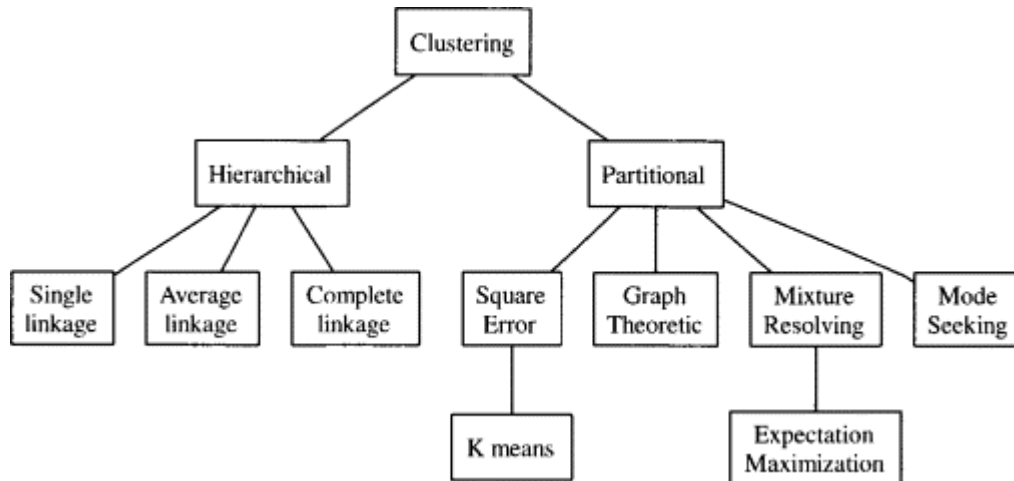 Clustering
Hierarchical
Partitional
Single
linkage
Average
linkage
Complete
linkage
Square
Error
Graph
Theoretic
Mixture
Resolving
Mode
Seeking
K means
Expectation
Maximization